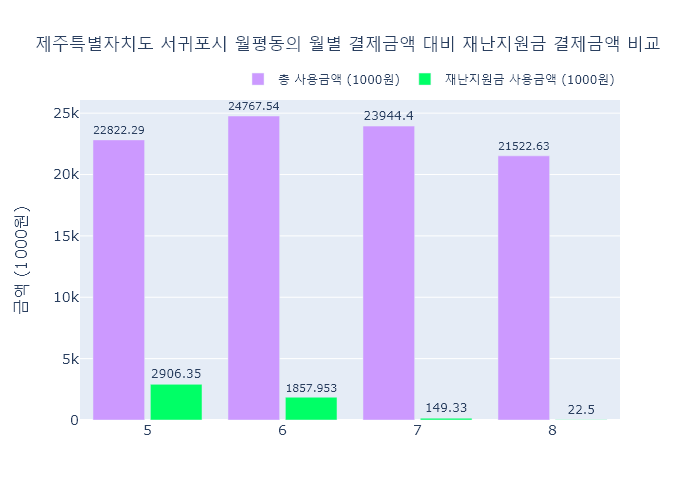 제주특별자치도 서귀포시 월평동의 월별 결제금액 대비 재난지원금 결제금액 비교
총 사용금액 (1000원) 재난지원금 사용금액 (1000원)
금액 (1000원)
25k
20k
15k
10k
5k
0
22822.29
24767.54
23944.4
21522.63
2906.35
1857.953
149.33
22.5
5 6 7 8